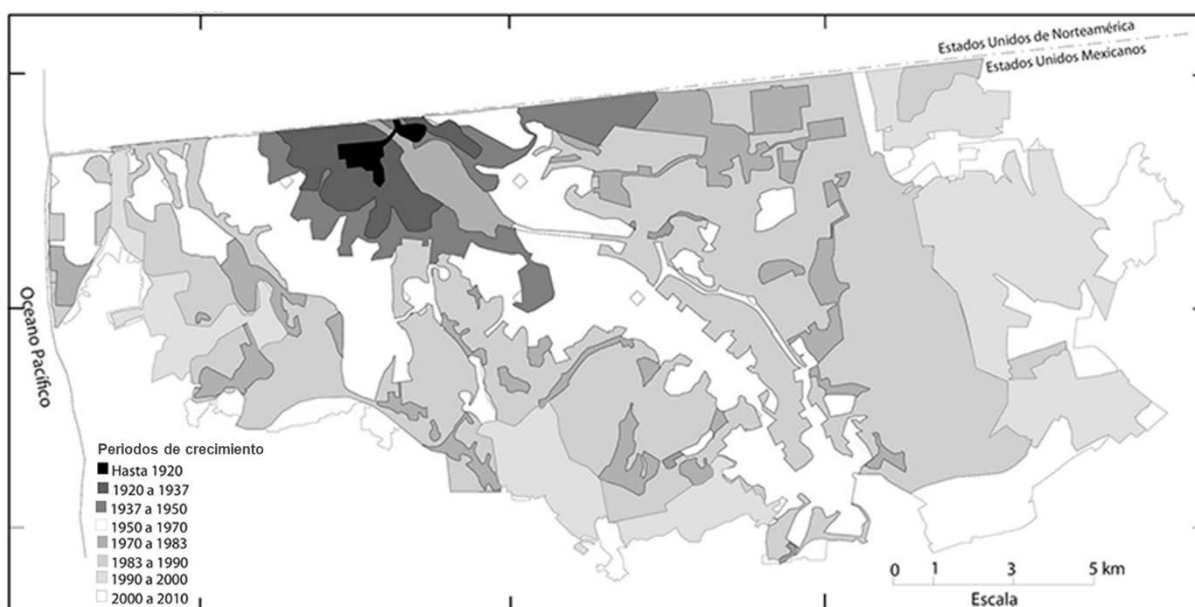 Estados Unidos de Norteamérica
Estados Unidos Mexicanos
Oceano Pacífico
Periodos de crecimiento
Hasta 1920
1920 a 1937
1937 a 1950
1950 a 1970
1970 a 1983
1983 a 1990
1990 a 2000
2000 a 2010
0 1 3 5 km
Escala